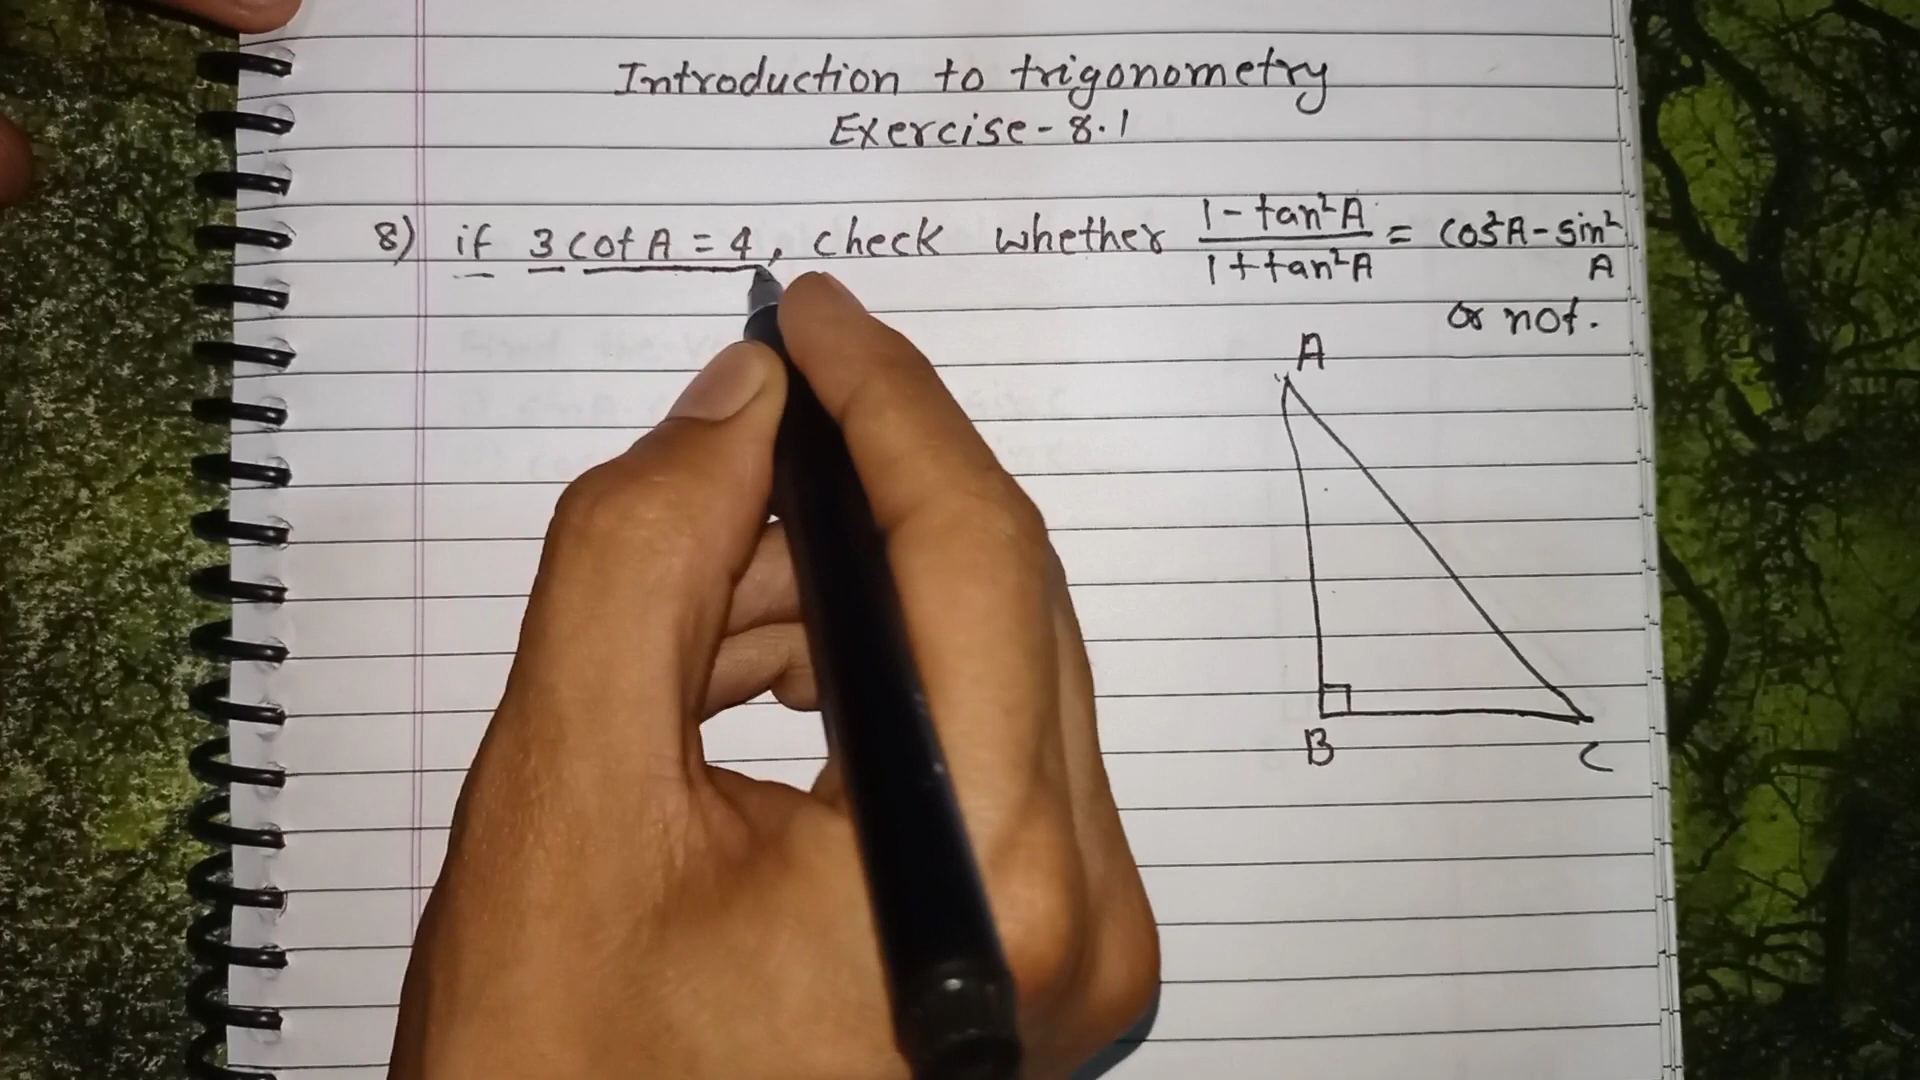 Introduction to trigonometry
Exercise-8.1
8) if 3 cot A = 4, check whether (1 - tan²A)/(1 + tan²A) = cos²A - sin²
A
or not.
A
B
C